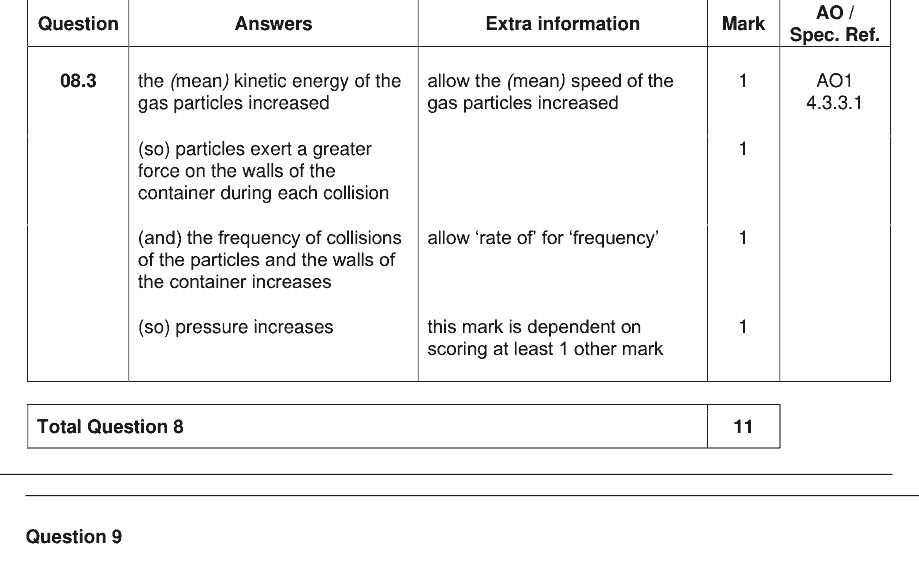 Question Answers Extra information Mark AO /
Spec. Ref.
08.3 the (mean) kinetic energy of the allow the (mean) speed of the 1 AO1
gas particles increased gas particles increased 4.3.3.1
(so) particles exert a greater 1
force on the walls of the
container during each collision
(and) the frequency of collisions allow ‘rate of’ for ‘frequency’ 1
of the particles and the walls of
the container increases
(so) pressure increases this mark is dependent on 1
scoring at least 1 other mark
Total Question 8 11
Question 9